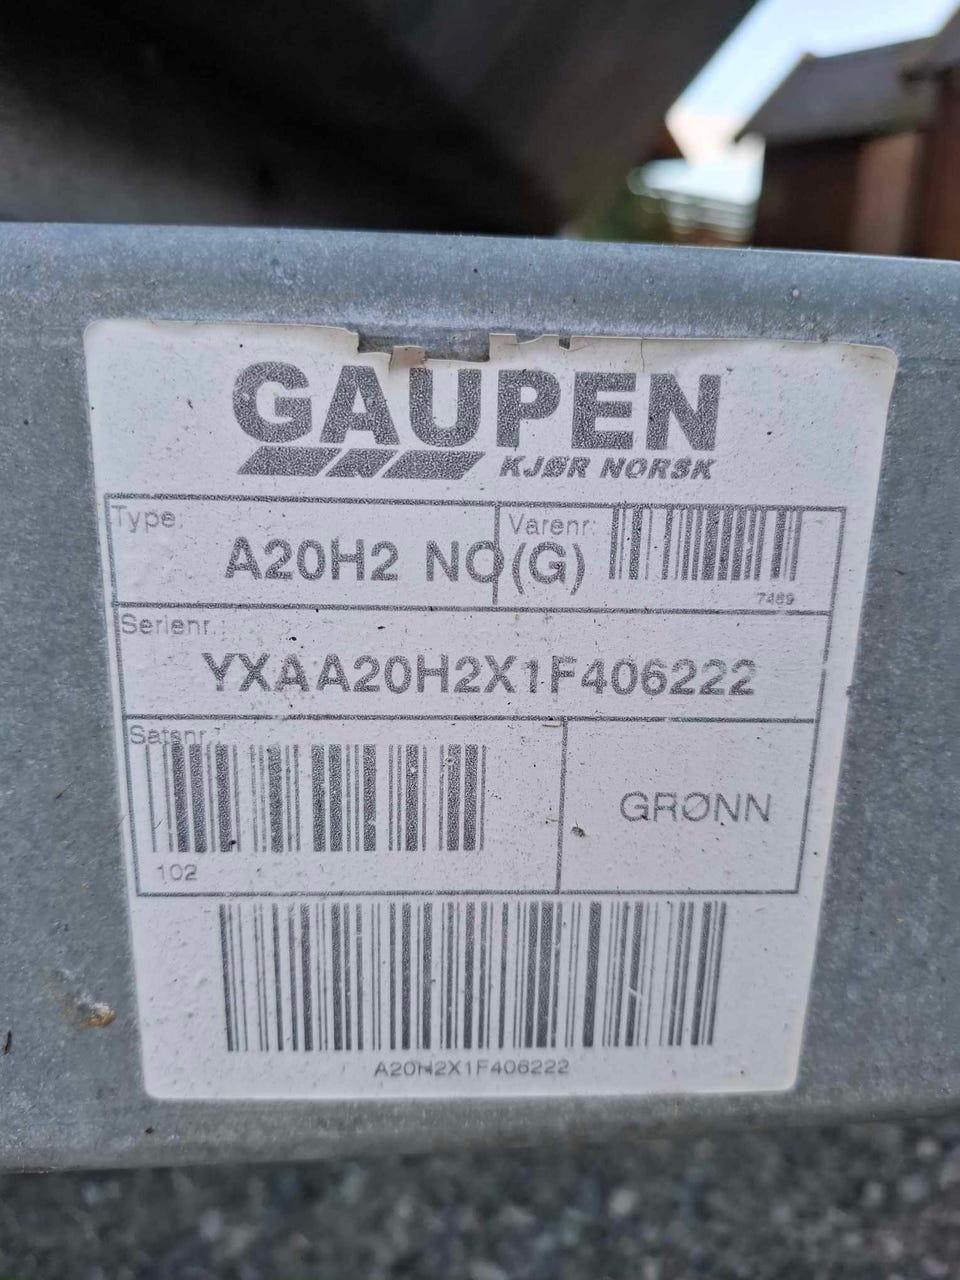 GAUPEN
KJØR NORSK
Type:
Varenr:
A20H2 NO(G)
7469
Serienr.:
YXAA20H2X1F406222
Satsnr.:
GRØNN
102
A20H2X1F406222